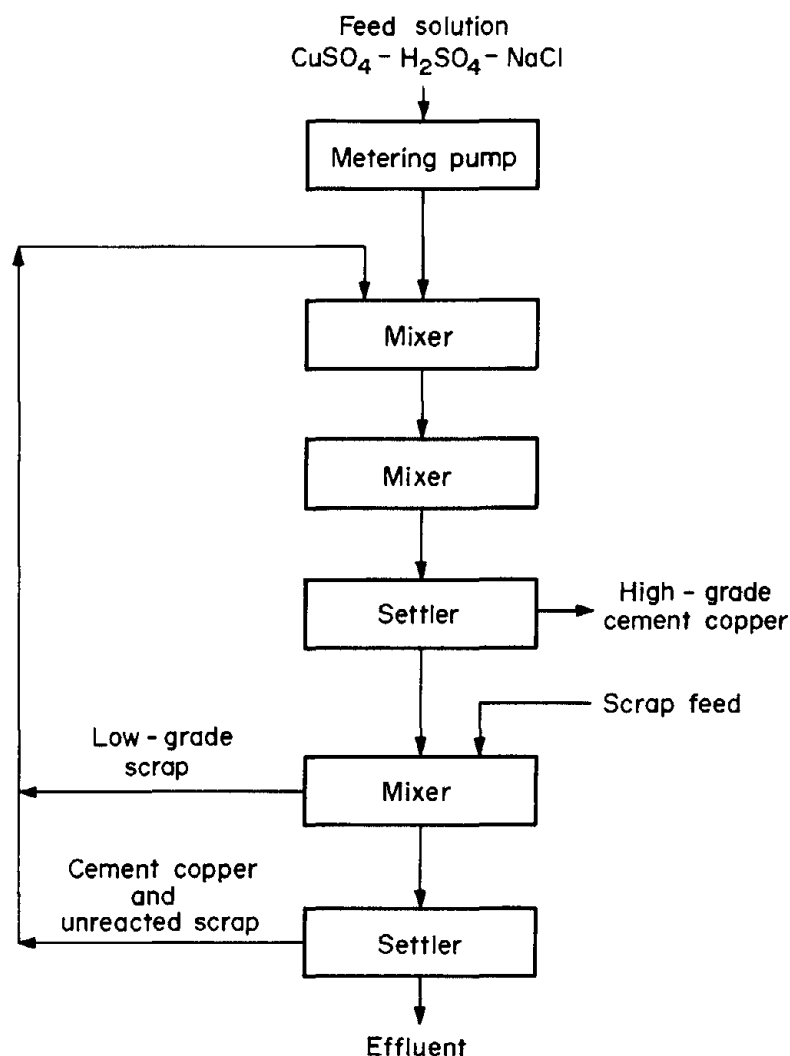 Feed solution
CuSO₄ – H₂SO₄ – NaCl
Metering pump
Mixer
Mixer
Settler
High – grade
cement copper
Scrap feed
Low – grade
scrap
Mixer
Cement copper
and
unreacted scrap
Settler
Effluent